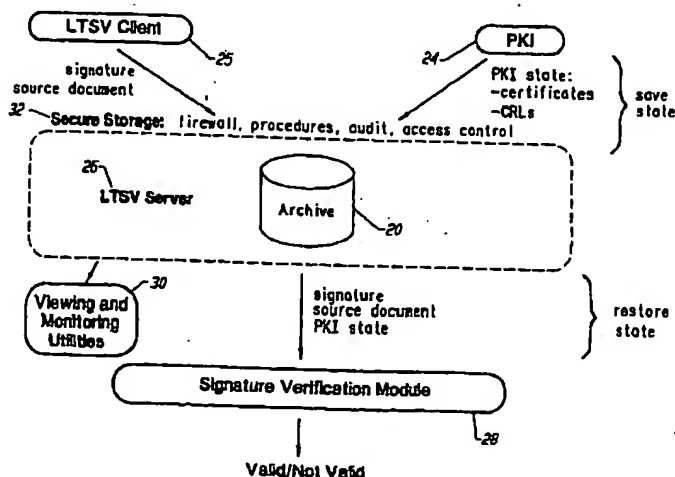 LTSV Client
25
signature
source document
24
PKI
PKI state:
-certificates
-CRLs
save
state
32
Secure Storage: firewall, procedures, audit, access control
26
LTSV Server
Archive
20
30
Viewing and
Monitoring
Utilities
signature
source document
PKI state
restore
state
Signature Verification Module
28
Valid/Not Valid